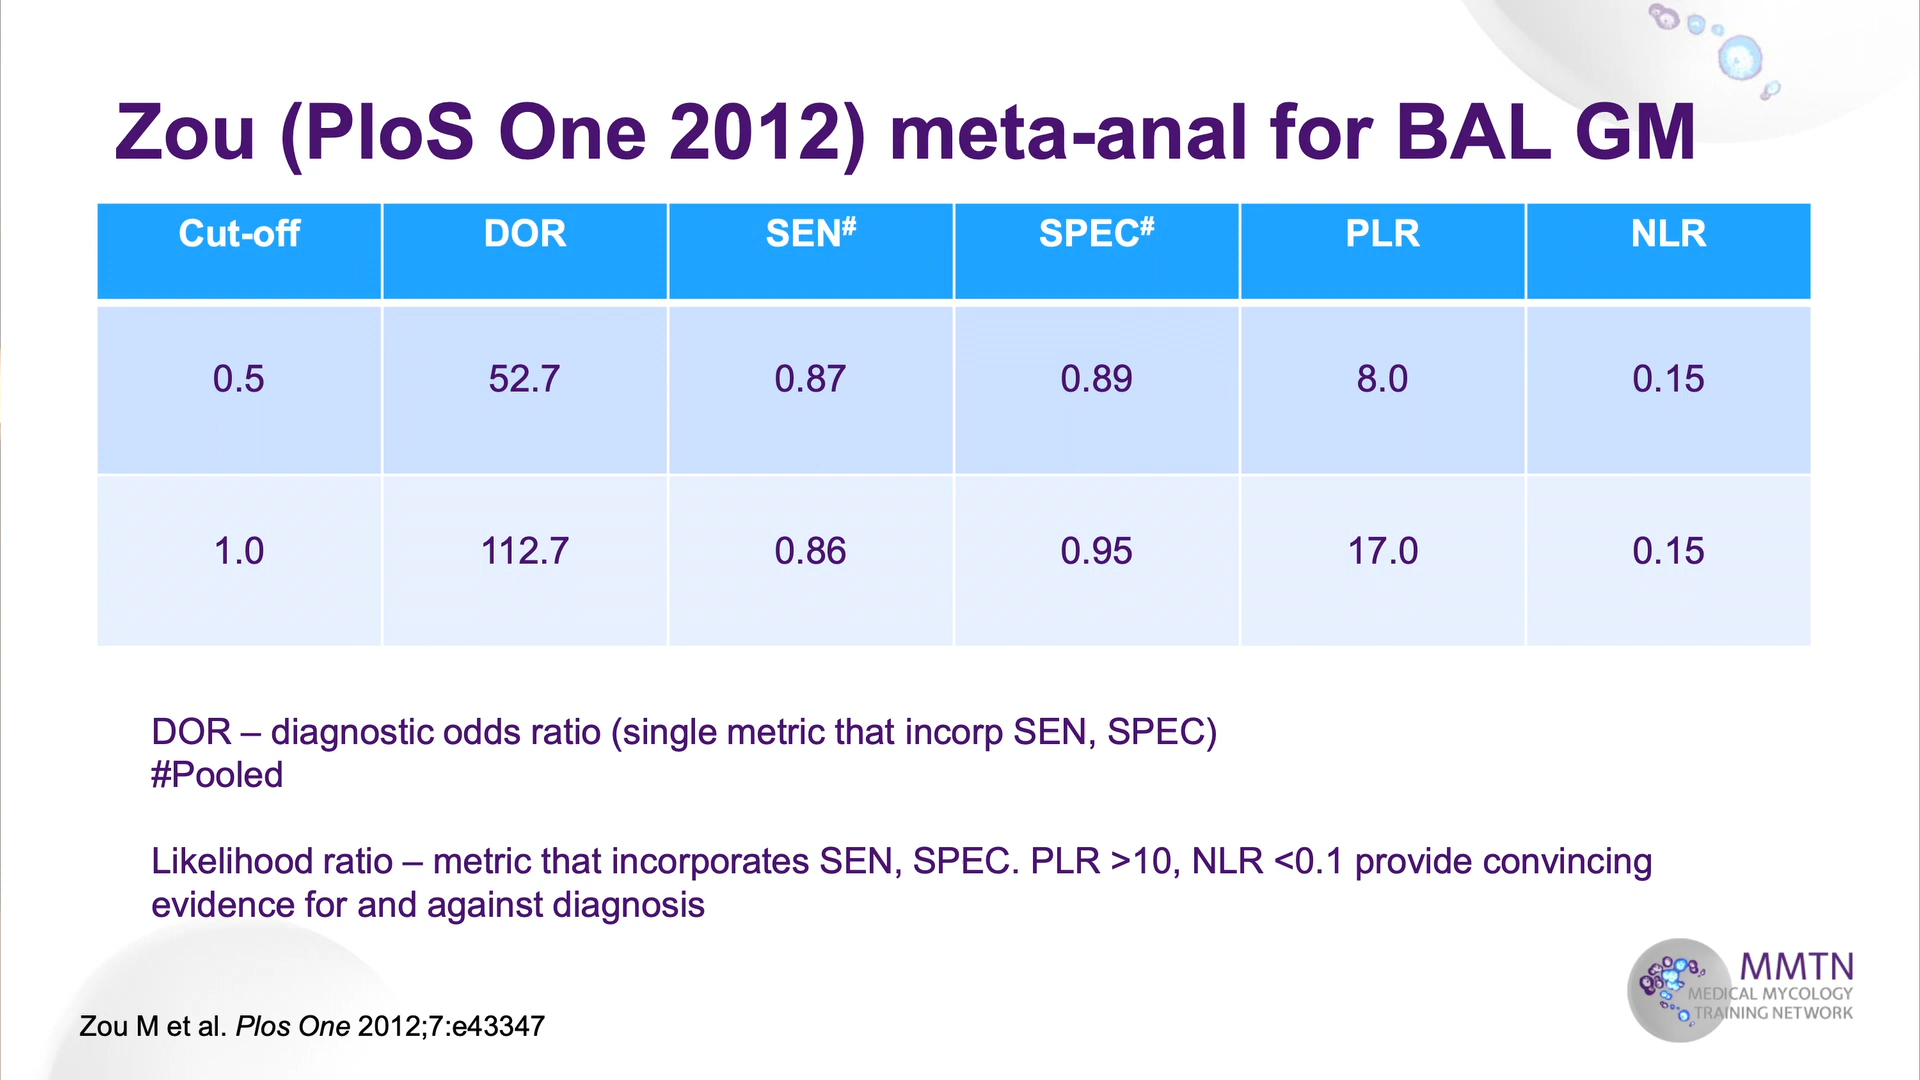 Zou (PloS One 2012) meta-anal for BAL GM
Cut-off DOR SEN# SPEC# PLR NLR
0.5 52.7 0.87 0.89 8.0 0.15
1.0 112.7 0.86 0.95 17.0 0.15
DOR – diagnostic odds ratio (single metric that incorp SEN, SPEC)
#Pooled
Likelihood ratio – metric that incorporates SEN, SPEC. PLR >10, NLR <0.1 provide convincing
evidence for and against diagnosis
MMTN
MEDICAL MYCOLOGY
TRAINING NETWORK
Zou M et al. Plos One 2012;7:e43347